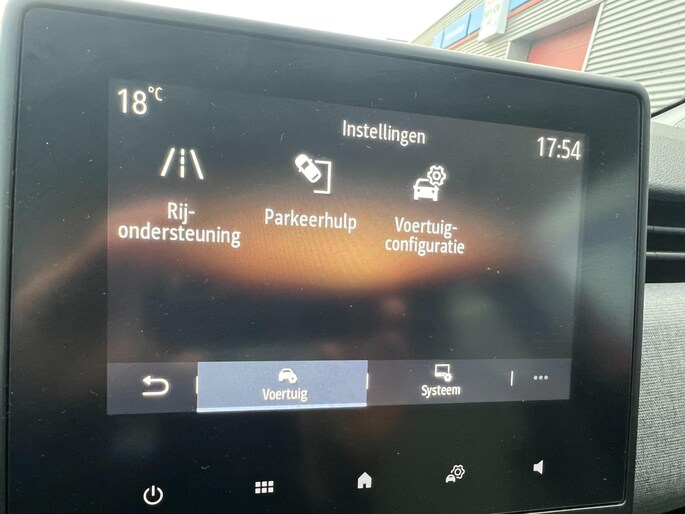 18°C
Instellingen
17:54
Rij-
ondersteuning
Parkeerhulp
Voertuig-
configuratie
Voertuig
Systeem